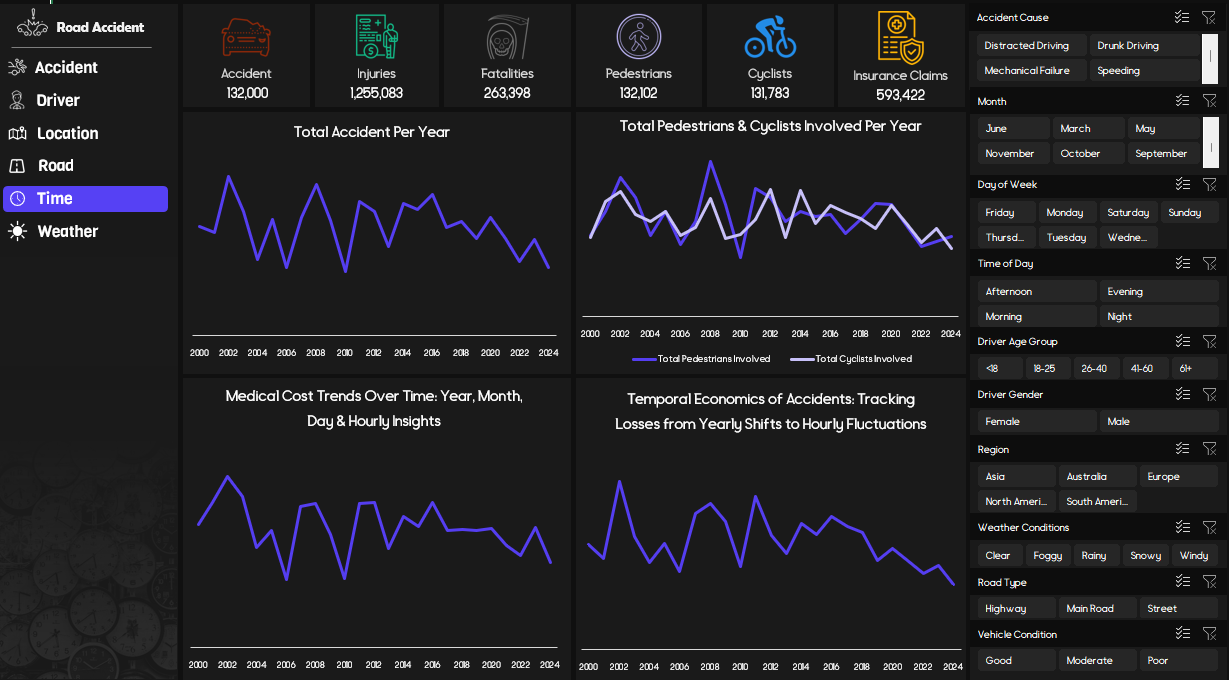 Road Accident
Accident
Driver
Location
Road
Time
Weather
Accident
132,000
Injuries
1,255,083
Fatalities
263,398
Pedestrians
132,102
Cyclists
131,783
Insurance Claims
593,422
Total Accident Per Year
2000 2002 2004 2006 2008 2010 2012 2014 2016 2018 2020 2022 2024
Total Pedestrians & Cyclists Involved Per Year
2000 2002 2004 2006 2008 2010 2012 2014 2016 2018 2020 2022 2024
Total Pedestrians Involved Total Cyclists Involved
Medical Cost Trends Over Time: Year, Month,
Day & Hourly Insights
2000 2002 2004 2006 2008 2010 2012 2014 2016 2018 2020 2022 2024
Temporal Economics of Accidents: Tracking
Losses from Yearly Shifts to Hourly Fluctuations
2000 2002 2004 2006 2008 2010 2012 2014 2016 2018 2020 2022 2024
Accident Cause
Distracted Driving Drunk Driving
Mechanical Failure Speeding
Month
June March May
November October September
Day of Week
Friday Monday Saturday Sunday
Thursd... Tuesday Wedne...
Time of Day
Afternoon Evening
Morning Night
Driver Age Group
<18 18-25 26-40 41-60 61+
Driver Gender
Female Male
Region
Asia Australia Europe
North Ameri... South Ameri...
Weather Conditions
Clear Foggy Rainy Snowy Windy
Road Type
Highway Main Road Street
Vehicle Condition
Good Moderate Poor